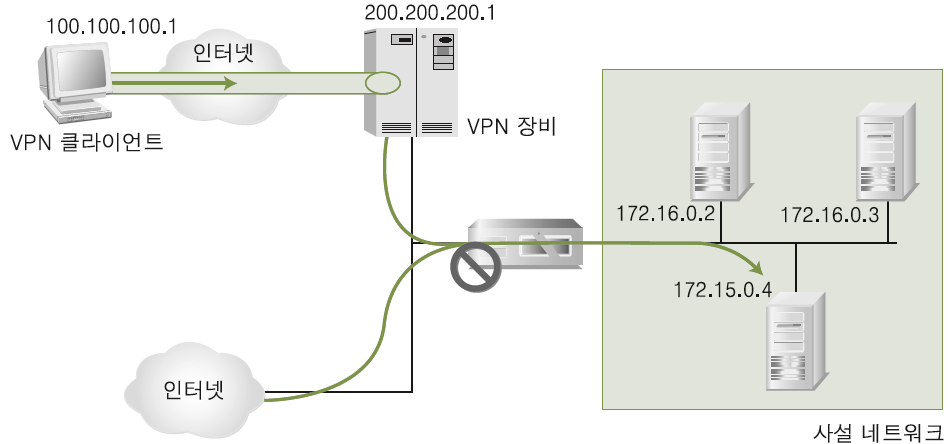 100.100.100.1
200.200.200.1
인터넷
VPN 클라이언트
VPN 장비
172.16.0.2
172.16.0.3
172.15.0.4
인터넷
사설 네트워크